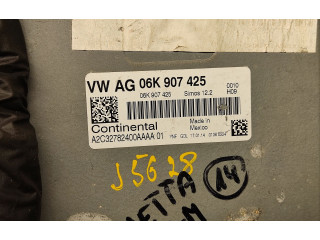 VW AG 06K 907 425
06K 907 425 Simos 12.2 0010
H09
Continental Made in
Mexico
A2C32782400AAAA 01
J5628
JETTA 14